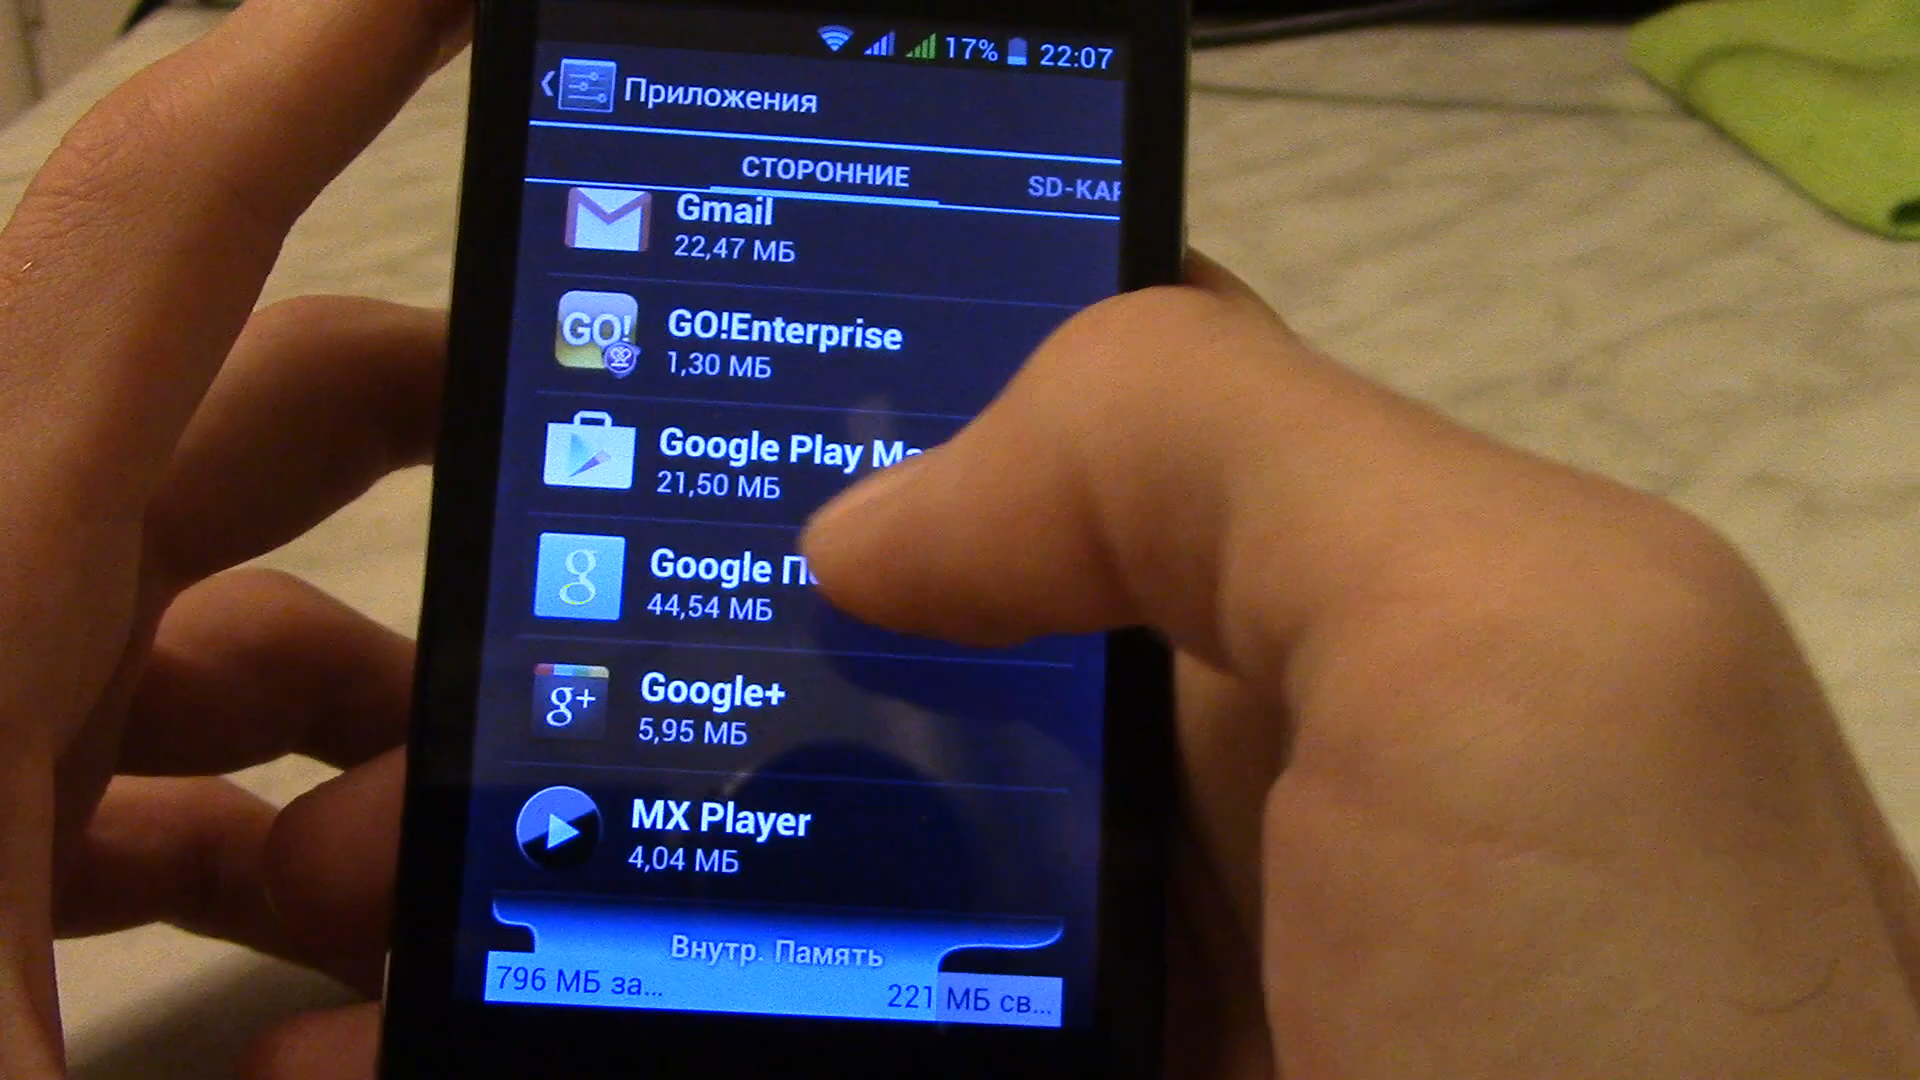 17% 22:07
Приложения
СТОРОННИЕ SD-КАР
Gmail
22,47 МБ
GO!
GO!Enterprise
1,30 МБ
Google Play Ма
21,50 МБ
g
Google По
44,54 МБ
g+
Google+
5,95 МБ
MX Player
4,04 МБ
Внутр. Память
796 МБ за... 221 МБ св...